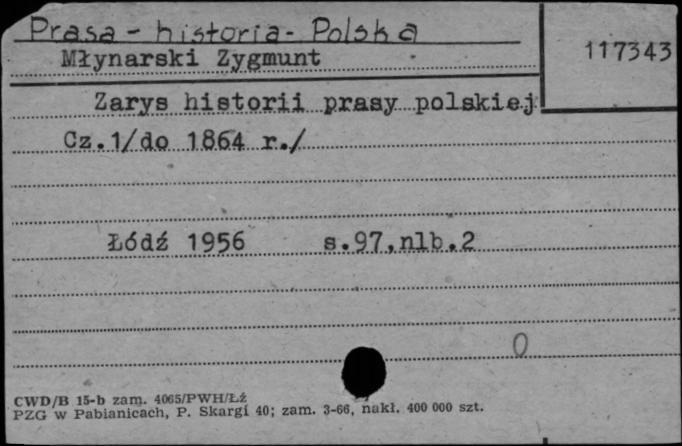 Prasa - historia - Polska
117343
Młynarski Zygmunt
Zarys historii prasy polskiej
Cz.1/do 1864 r./
Łódź 1956 s.97,nlb.2
0
CWD/B 15-b zam. 4065/PWH/Łź
PZG w Pabianicach, P. Skargi 40; zam. 3-66, nakł. 400 000 szt.